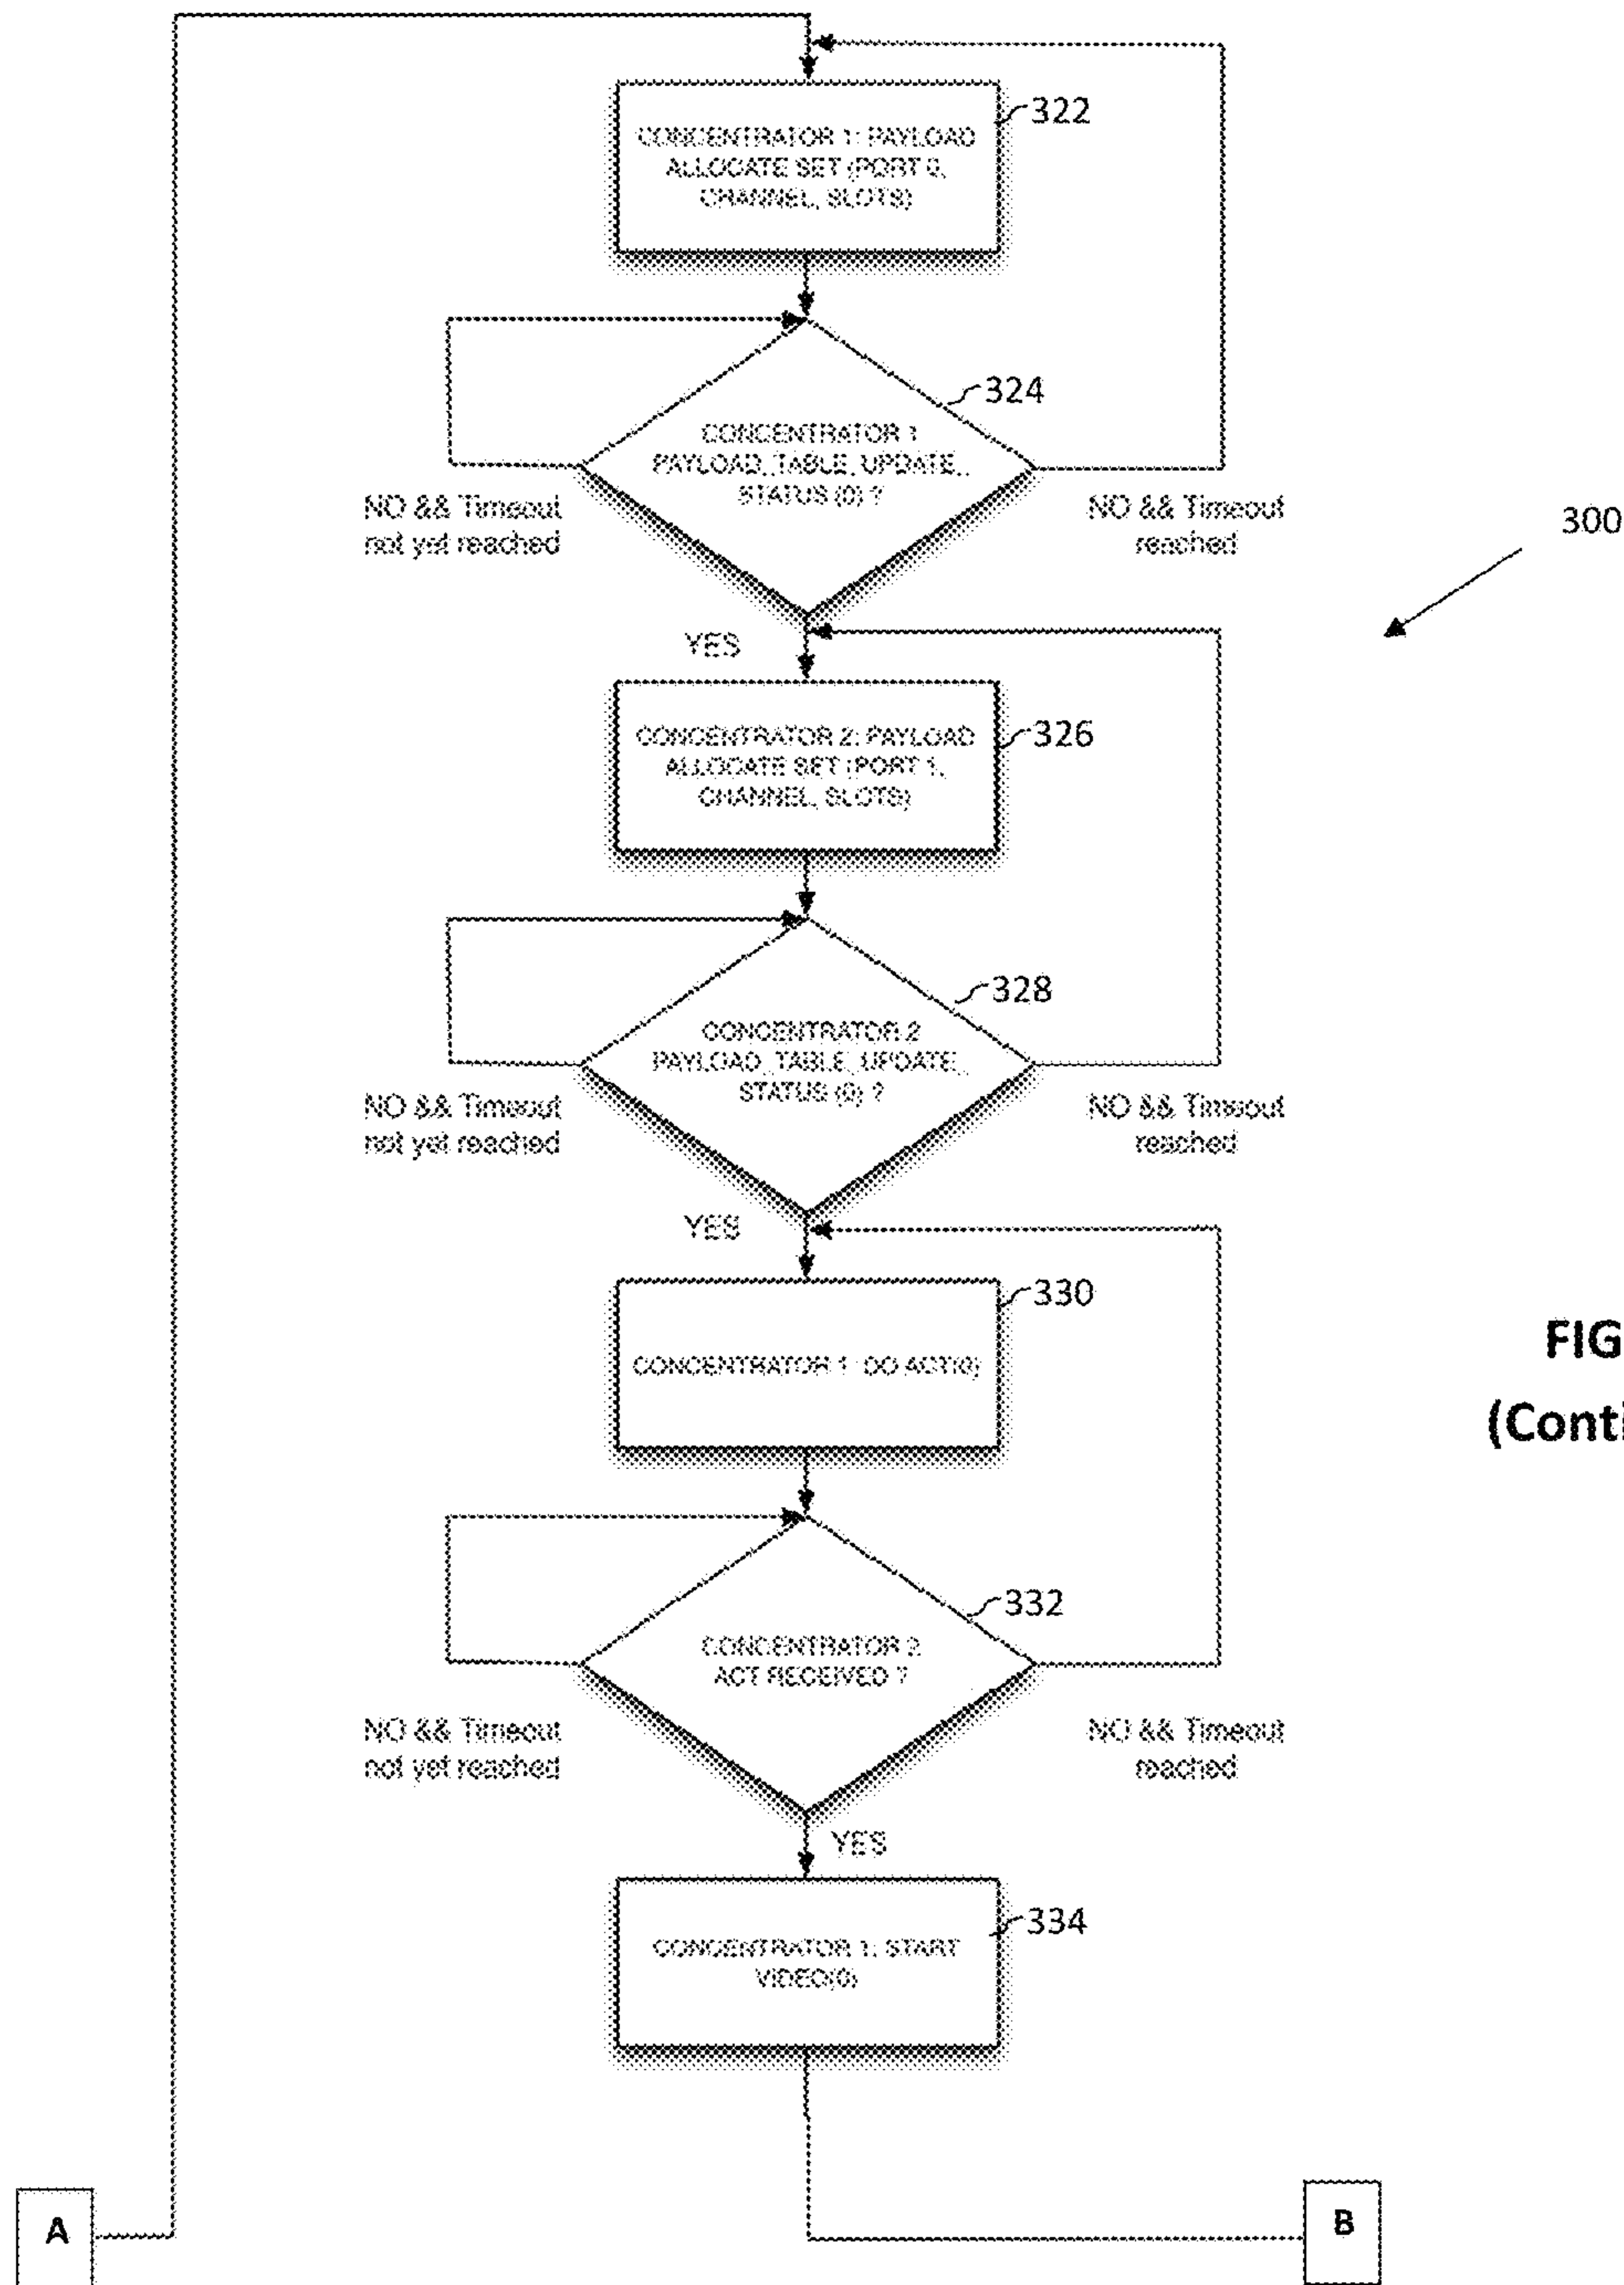 322
CONCENTRATOR 1: PAYLOAD
ALLOCATE SET (PORT 0,
CHANNEL, SLOTS)
324
CONCENTRATOR 1
PAYLOAD_TABLE_UPDATE_
STATUS (0) ?
NO && Timeout
not yet reached
NO && Timeout
reached
300
YES
326
CONCENTRATOR 2: PAYLOAD
ALLOCATE SET (PORT 1,
CHANNEL, SLOTS)
328
CONCENTRATOR 2
PAYLOAD_TABLE_UPDATE_
STATUS (0) ?
NO && Timeout
not yet reached
NO && Timeout
reached
YES
330
CONCENTRATOR 1: DO ACT(0)
FIG
(Conti
332
CONCENTRATOR 2
ACT RECEIVED ?
NO && Timeout
not yet reached
NO && Timeout
reached
YES
334
CONCENTRATOR 1: START
VIDEO(0)
A
B